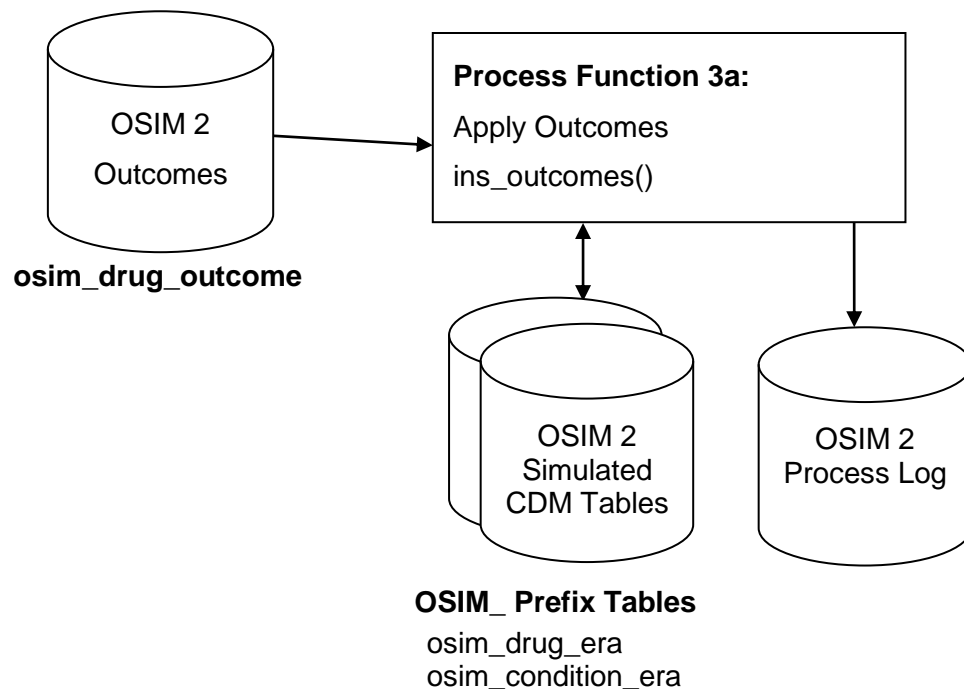 OSIM 2
Outcomes
osim_drug_outcome
Process Function 3a:
Apply Outcomes
ins_outcomes()
OSIM 2
Simulated
CDM Tables
OSIM 2
Process Log
OSIM_ Prefix Tables
osim_drug_era
osim_condition_era